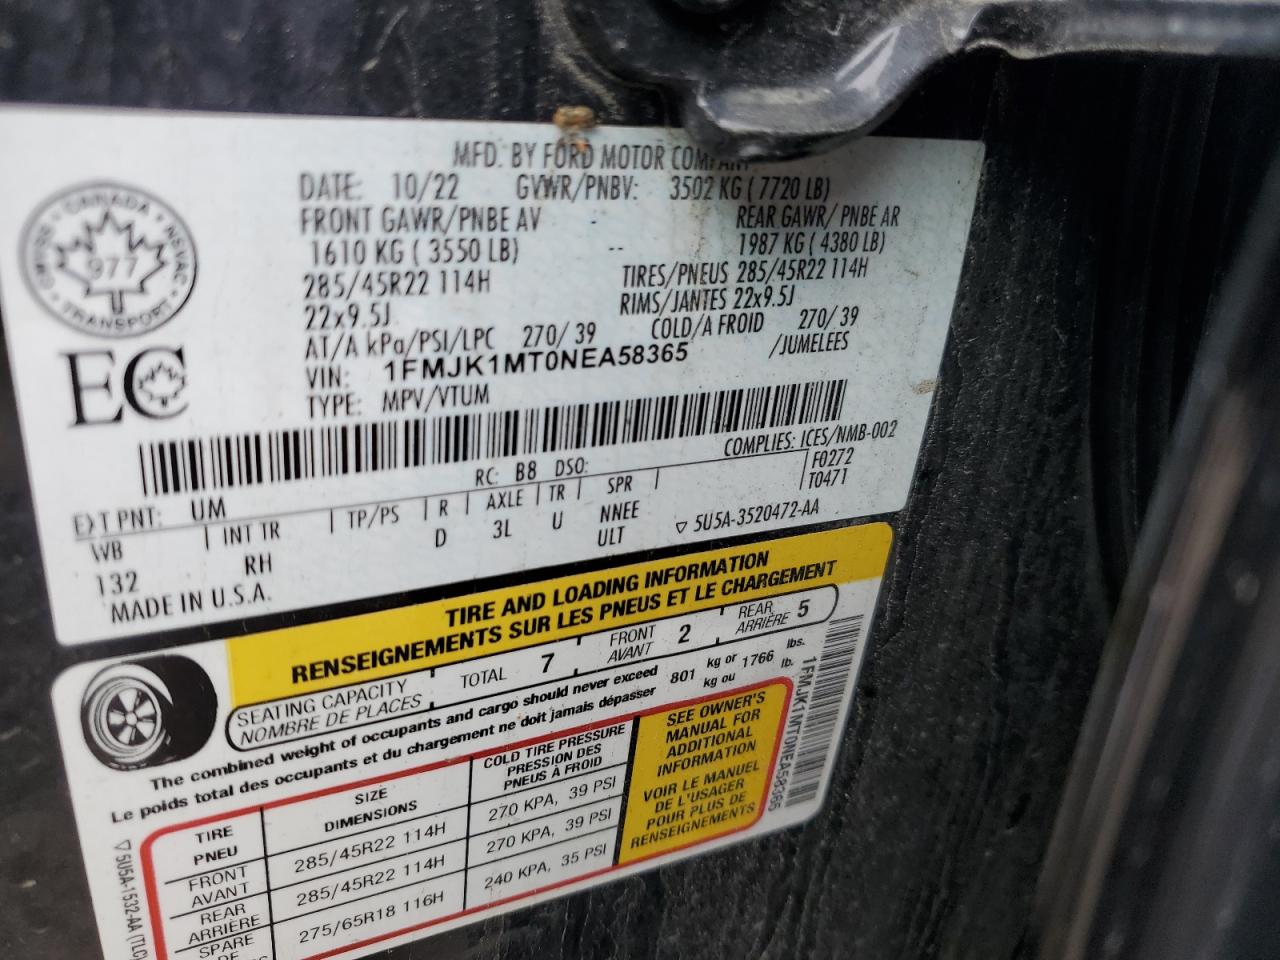 MFD. BY FORD MOTOR COMPANY
DATE: 10/22 GVWR/PNBV: 3502 KG ( 7720 LB)
FRONT GAWR/PNBE AV - REAR GAWR/ PNBE AR
1610 KG ( 3550 LB) -- 1987 KG ( 4380 LB)
285/45R22 114H TIRES/PNEUS 285/45R22 114H
22x9.5J RIMS/JANTES 22x9.5J
AT/A kPa/PSI/LPC 270/ 39 COLD/A FROID 270/ 39
VIN: 1FMJK1MT0NEA58365 /JUMELEES
TYPE: MPV/VTUM
CANADA
977
TRANSPORT
EC
COMPLIES: ICES/NMB-002
RC: B8 DSO: F0272
EXT PNT: UM T0471
WB | INT TR | TP/PS | R | AXLE | TR | SPR |
132 RH D 3L U NNEE
ULT ▽ 5U5A-3520472-AA
MADE IN U.S.A.
TIRE AND LOADING INFORMATION
RENSEIGNEMENTS SUR LES PNEUS ET LE CHARGEMENT
SEATING CAPACITY TOTAL 7 FRONT 2 REAR 5
NOMBRE DE PLACES AVANT ARRIÈRE
The combined weight of occupants and cargo should never exceed 801 kg or 1766 lbs.
Le poids total des occupants et du chargement ne doit jamais dépasser kg ou lb.
TIRE SIZE COLD TIRE PRESSURE
PNEU DIMENSIONS PRESSION DES
PNEUS À FROID
FRONT 285/45R22 114H 270 KPA, 39 PSI
AVANT
REAR 285/45R22 114H 270 KPA, 39 PSI
ARRIÈRE
SPARE 275/65R18 116H 240 KPA, 35 PSI
DE
SEE OWNER'S
MANUAL FOR
ADDITIONAL
INFORMATION
VOIR LE MANUEL
DE L'USAGER
POUR PLUS DE
RENSEIGNEMENTS
1FMJK1MT0NEA58365
▽ 5U5A-1532-AA (TLC)